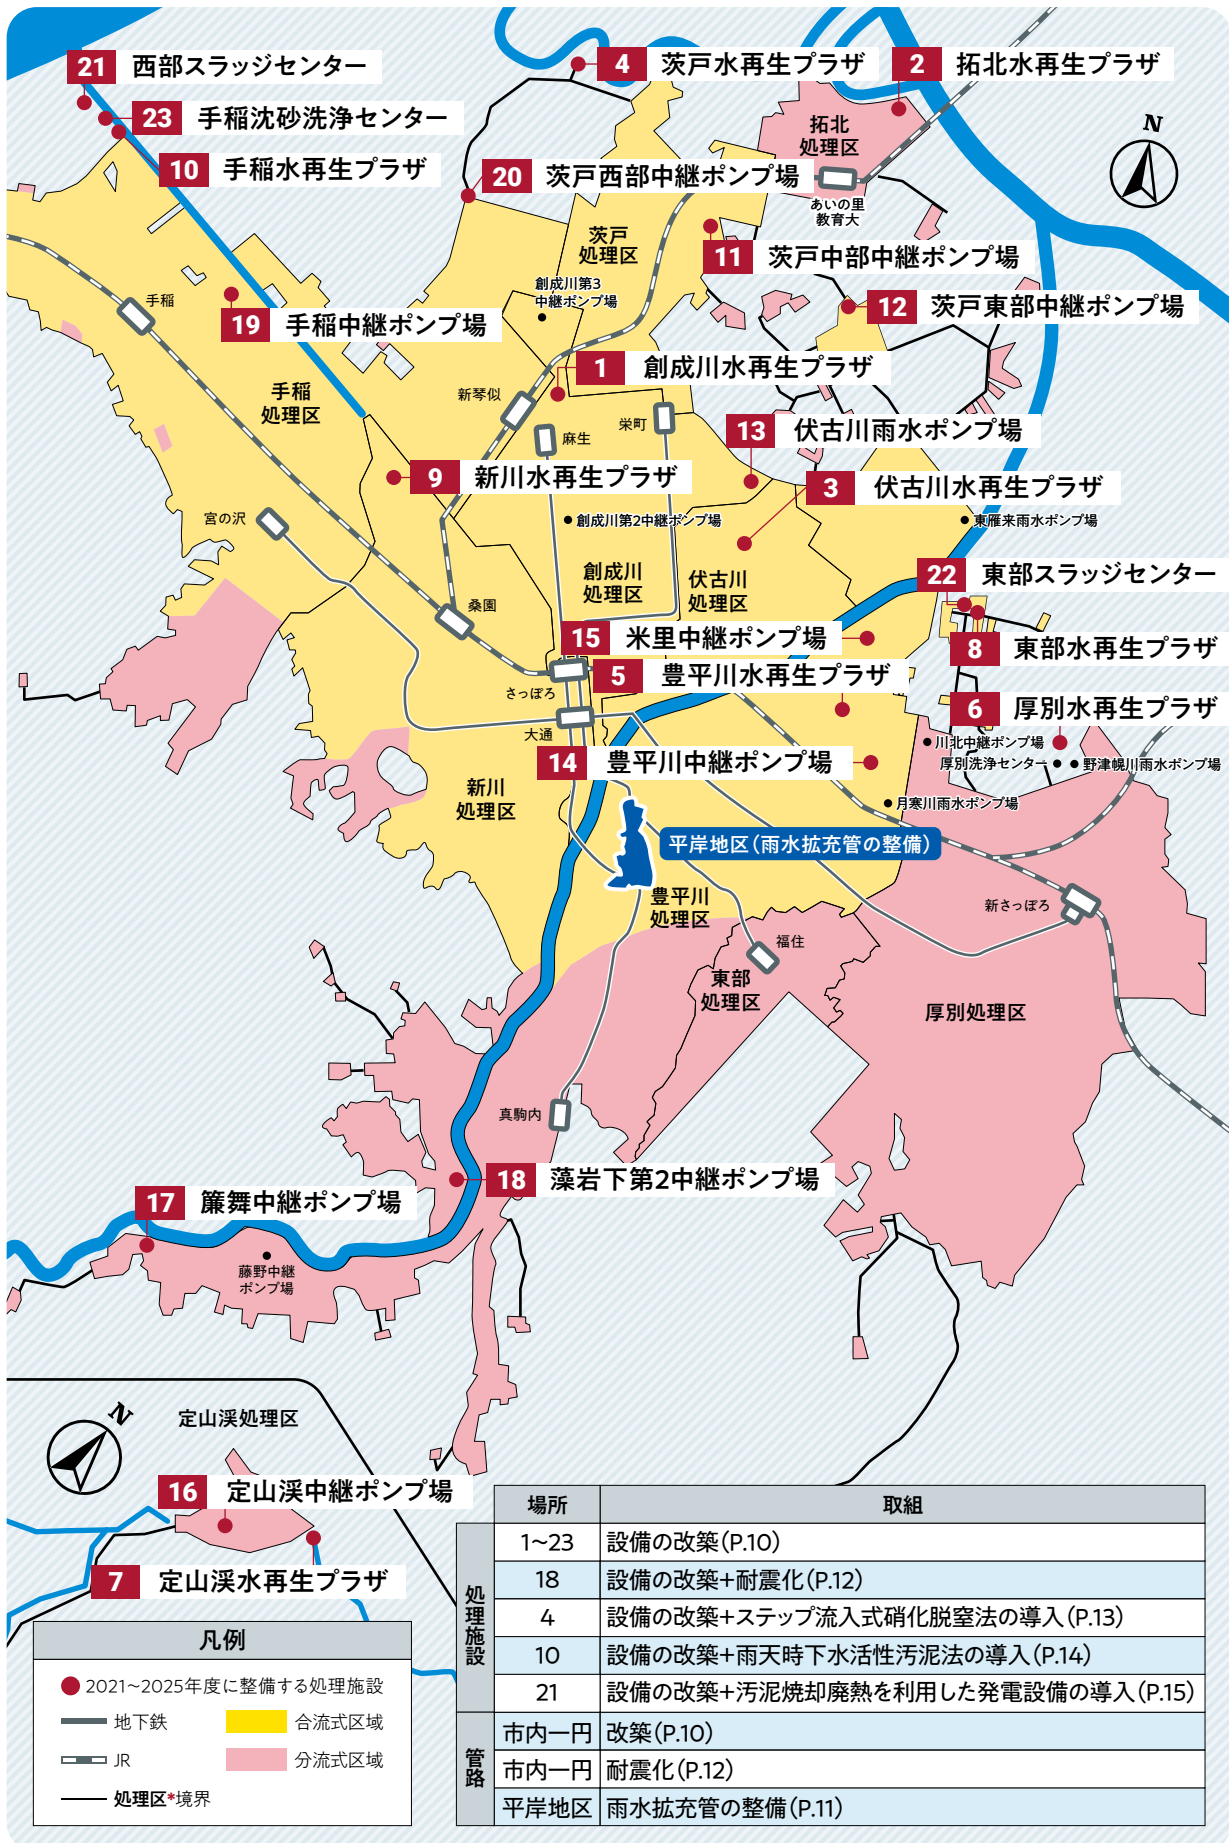 21 西部スラッジセンター
4 茨戸水再生プラザ
2 拓北水再生プラザ
23 手稲沈砂洗浄センター
拓北
処理区
N
10 手稲水再生プラザ
20 茨戸西部中継ポンプ場
あいの里
教育大
茨戸
処理区
11 茨戸中部中継ポンプ場
創成川第3
中継ポンプ場
手稲
12 茨戸東部中継ポンプ場
19 手稲中継ポンプ場
1 創成川水再生プラザ
手稲
処理区
新琴似
栄町
麻生
13 伏古川雨水ポンプ場
9 新川水再生プラザ
3 伏古川水再生プラザ
宮の沢
創成川第2中継ポンプ場
東雁来雨水ポンプ場
創成川
処理区
伏古川
処理区
22 東部スラッジセンター
桑園
15 米里中継ポンプ場
8 東部水再生プラザ
さっぽろ
5 豊平川水再生プラザ
6 厚別水再生プラザ
大通
川北中継ポンプ場
14 豊平川中継ポンプ場
厚別洗浄センター
野津幌川雨水ポンプ場
新川
処理区
月寒川雨水ポンプ場
平岸地区(雨水拡充管の整備)
豊平川
処理区
新さっぽろ
福住
東部
処理区
厚別処理区
真駒内
18 藻岩下第2中継ポンプ場
17 簾舞中継ポンプ場
藤野中継
ポンプ場
N
定山渓処理区
16 定山渓中継ポンプ場
7 定山渓水再生プラザ
凡例
2021~2025年度に整備する処理施設
地下鉄
合流式区域
JR
分流式区域
処理区*境界
場所 取組
処理施設
1~23 設備の改築(P.10)
18 設備の改築+耐震化(P.12)
4 設備の改築+ステップ流入式硝化脱窒法の導入(P.13)
10 設備の改築+雨天時下水活性汚泥法の導入(P.14)
21 設備の改築+汚泥焼却廃熱を利用した発電設備の導入(P.15)
管路
市内一円 改築(P.10)
市内一円 耐震化(P.12)
平岸地区 雨水拡充管の整備(P.11)